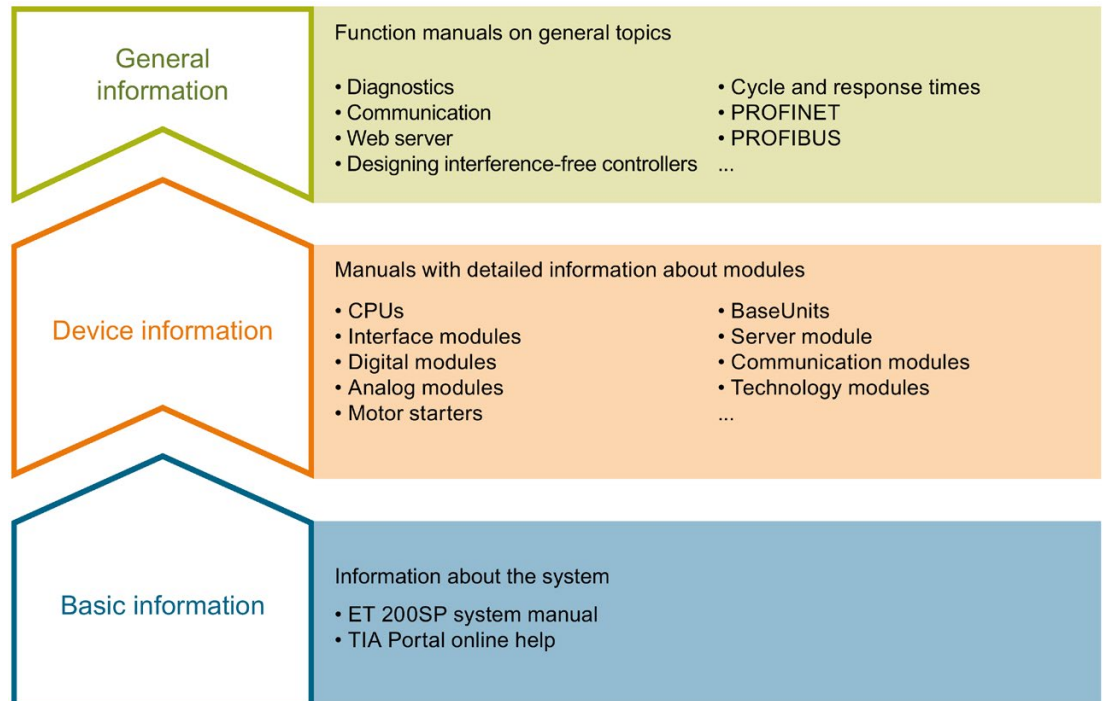 General
information
Function manuals on general topics
• Diagnostics
• Communication
• Web server
• Designing interference-free controllers
• Cycle and response times
• PROFINET
• PROFIBUS
...
Device information
Manuals with detailed information about modules
• CPUs
• Interface modules
• Digital modules
• Analog modules
• Motor starters
• BaseUnits
• Server module
• Communication modules
• Technology modules
...
Basic information
Information about the system
• ET 200SP system manual
• TIA Portal online help